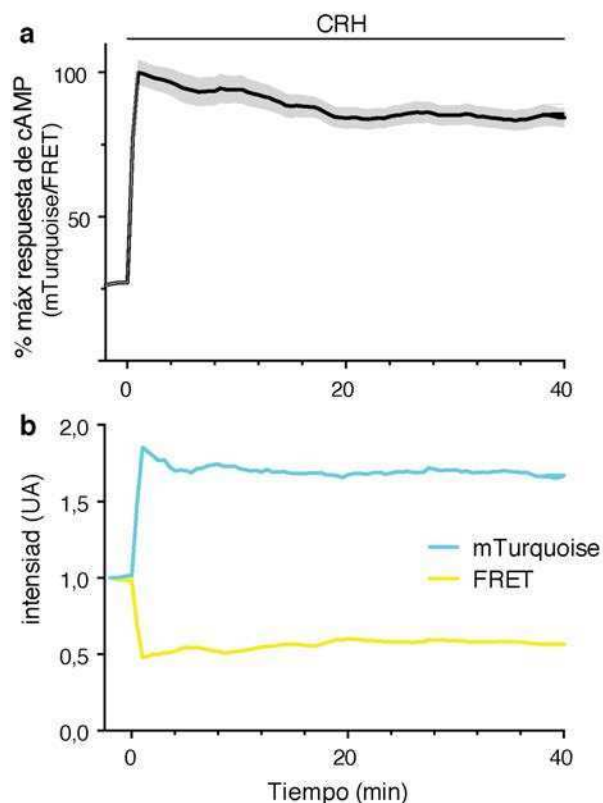 a
CRH
% máx respuesta de cAMP
(mTurquoise/FRET)
100
50
0
20
40
b
intensiad (UA)
2,0
1,5
1,0
0,5
0,0
mTurquoise
FRET
0
20
40
Tiempo (min)